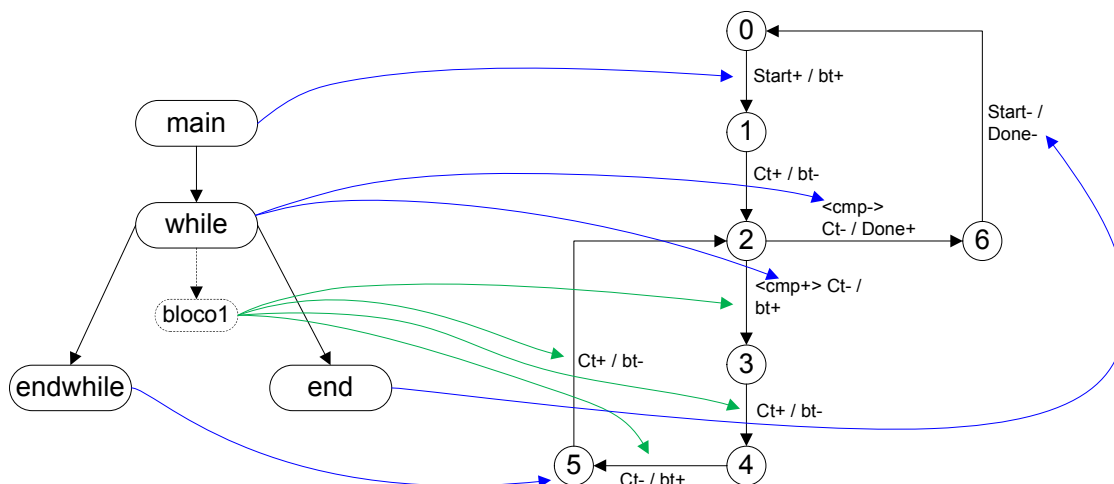 0
Start+ / bt+
main
1
Start- /
Done-
Ct+ / bt-
<cmp->
Ct- / Done+
while
2
6
<cmp+> Ct- /
bt+
bloco1
Ct+ / bt-
3
endwhile
end
Ct+ / bt-
5
4
Ct- / bt+